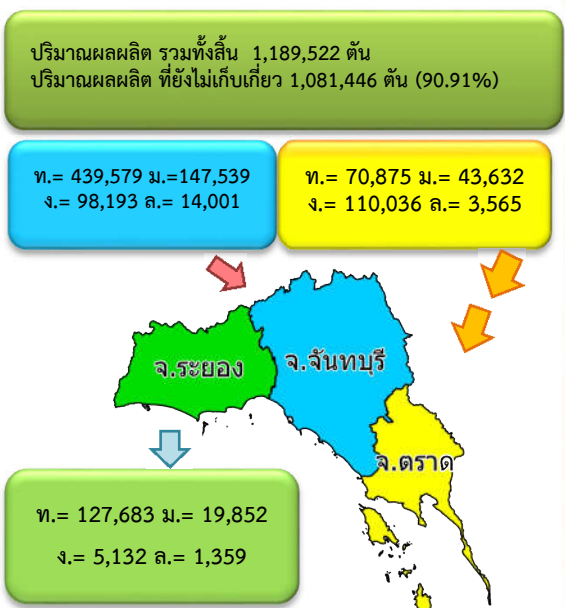 ปริมาณผลผลิต รวมทั้งสิ้น 1,189,522 ตัน
ปริมาณผลผลิต ที่ยังไม่เก็บเกี่ยว 1,081,446 ตัน (90.91%)
ท.= 439,579 ม.=147,539
ง.= 98,193 ล.= 14,001
ท.= 70,875 ม.= 43,632
ง.= 110,036 ล.= 3,565
จ.ระยอง
จ.จันทบุรี
จ.ตราด
ท.= 127,683 ม.= 19,852
ง.= 5,132 ล.= 1,359